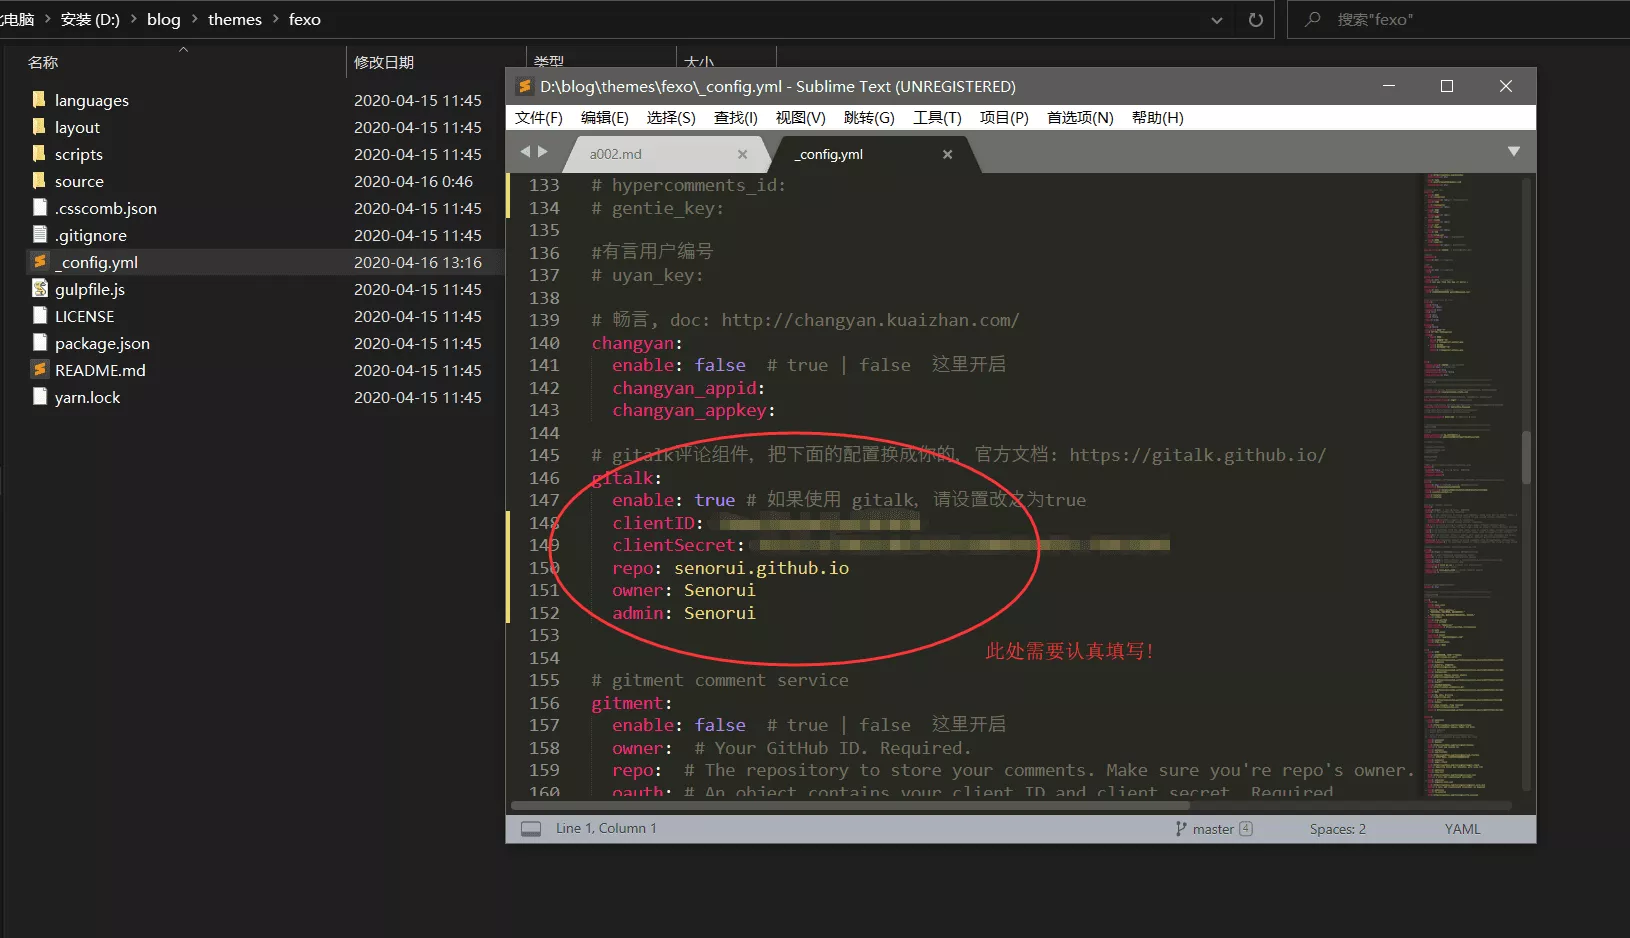 此电脑 > 安装 (D:) > blog > themes > fexo
搜索"fexo"
名称 修改日期 类型 大小
languages 2020-04-15 11:45
layout 2020-04-15 11:45
scripts 2020-04-15 11:45
source 2020-04-16 0:46
.csscomb.json 2020-04-15 11:45
.gitignore 2020-04-15 11:45
_config.yml 2020-04-16 13:16
gulpfile.js 2020-04-15 11:45
LICENSE 2020-04-15 11:45
package.json 2020-04-15 11:45
README.md 2020-04-15 11:45
yarn.lock 2020-04-15 11:45
D:\blog\themes\fexo\_config.yml - Sublime Text (UNREGISTERED)
文件(F) 编辑(E) 选择(S) 查找(I) 视图(V) 跳转(G) 工具(T) 项目(P) 首选项(N) 帮助(H)
a002.md _config.yml
133 # hypercomments_id:
134 # gentie_key:
135
136 #有言用户编号
137 # uyan_key:
138
139 # 畅言, doc: http://changyan.kuaizhan.com/
140 changyan:
141 enable: false # true | false 这里开启
142 changyan_appid:
143 changyan_appkey:
144
145 # gitalk评论组件, 把下面的配置换成你的, 官方文档: https://gitalk.github.io/
146 gitalk:
147 enable: true # 如果使用 gitalk, 请设置改之为true
148 clientID:
149 clientSecret:
150 repo: senorui.github.io
151 owner: Senorui
152 admin: Senorui
153
此处需要认真填写!
154
155 # gitment comment service
156 gitment:
157 enable: false # true | false 这里开启
158 owner: # Your GitHub ID. Required.
159 repo: # The repository to store your comments. Make sure you're repo's owner.
160 oauth: # An object contains your client ID and client secret. Required.
Line 1, Column 1 master 4 Spaces: 2 YAML